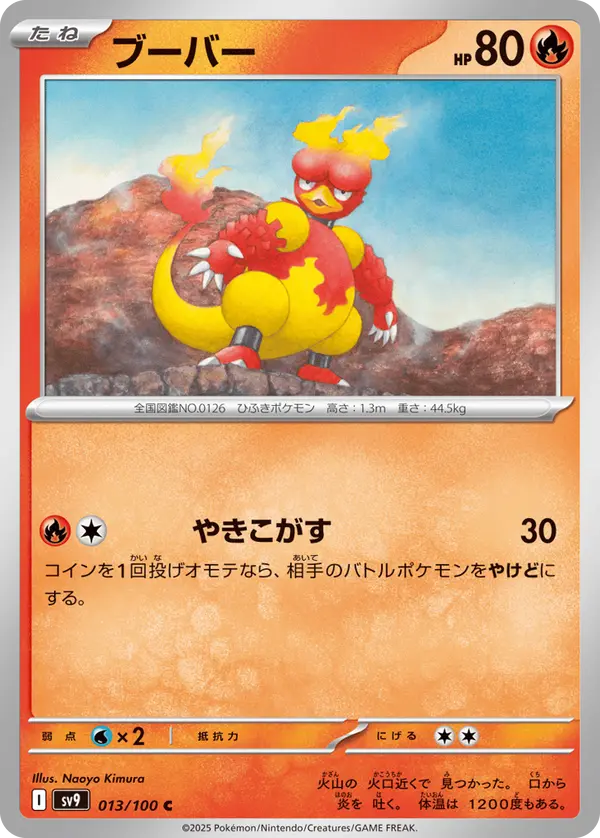 たね ブーバー HP80
全国図鑑NO.0126 ひふきポケモン 高さ：1.3m 重さ：44.5kg
やきこがす 30
コインを1回投げオモテなら、相手のバトルポケモンをやけどに
する。
弱点 ×2 抵抗力 にげる
Illus. Naoyo Kimura
I sv9 013/100 C
火山の 火口近くで 見つかった。口から
炎を 吐く。体温は 1200度もある。
©2025 Pokémon/Nintendo/Creatures/GAME FREAK.